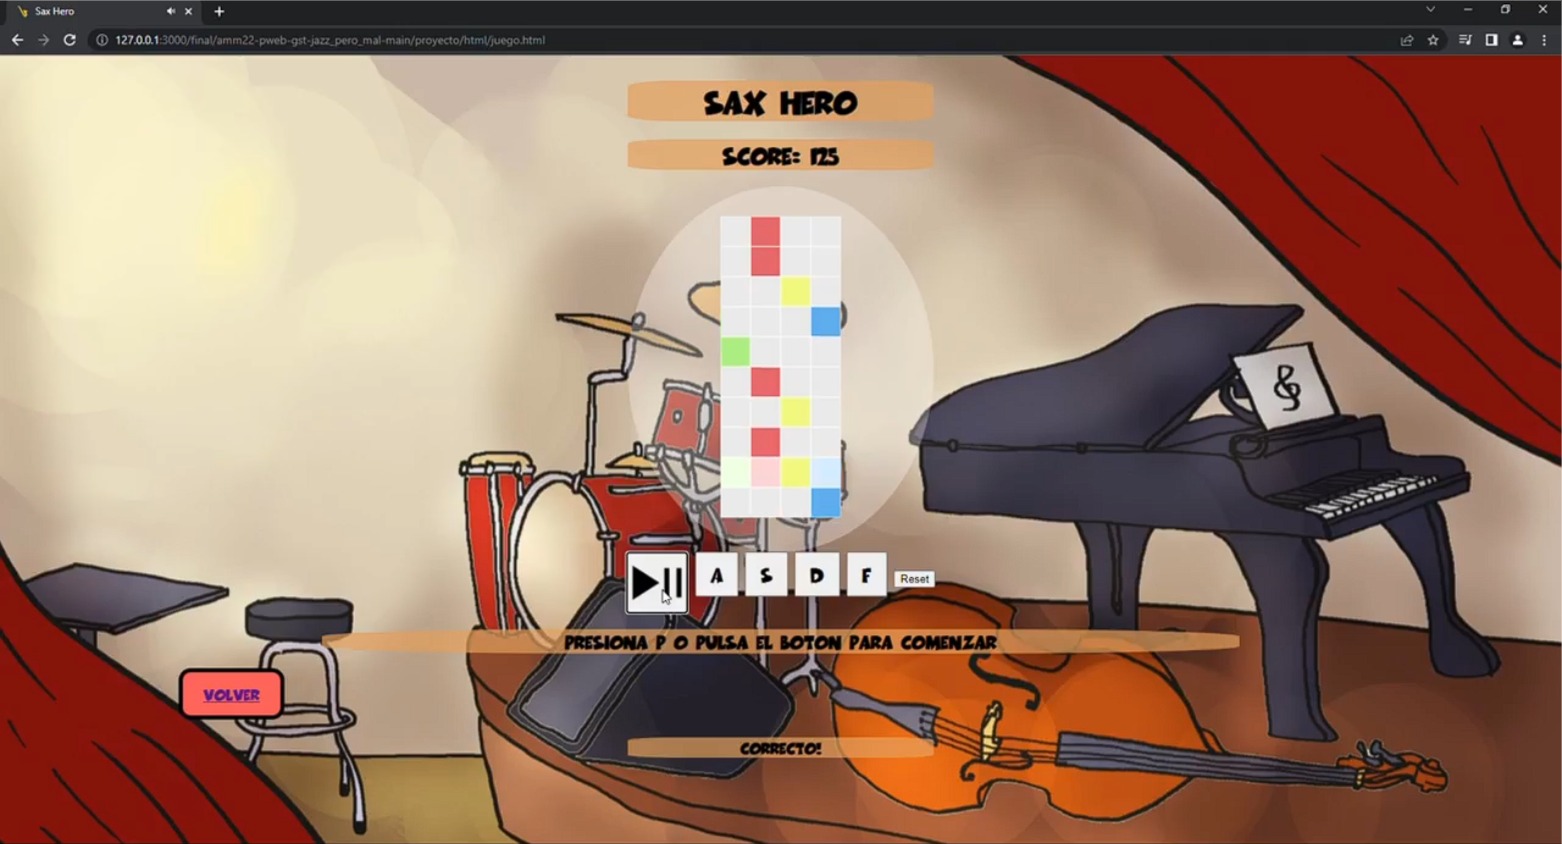 Sax Hero
127.0.0.1:3000/final/amm22-pweb-gst-jazz_pero_mal-main/proyecto/html/juego.html
SAX HERO
SCORE: 125
A S D F Reset
PRESIONA P O PULSA EL BOTON PARA COMENZAR
VOLVER
CORRECTO!